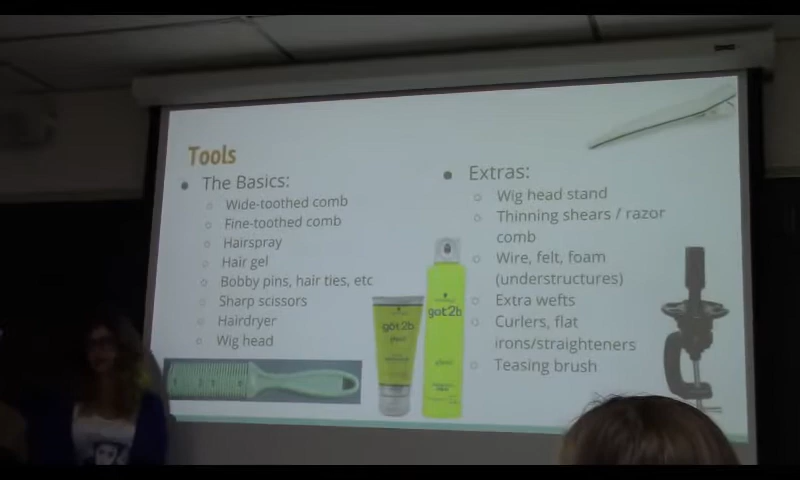 Tools
The Basics:
Wide-toothed comb
Fine-toothed comb
Hairspray
Hair gel
Bobby pins, hair ties, etc
Sharp scissors
Hairdryer
Wig head
Extras:
Wig head stand
Thinning shears / razor
comb
Wire, felt, foam
(understructures)
Extra wefts
Curlers, flat
irons/straighteners
Teasing brush
göt2b
göt2b